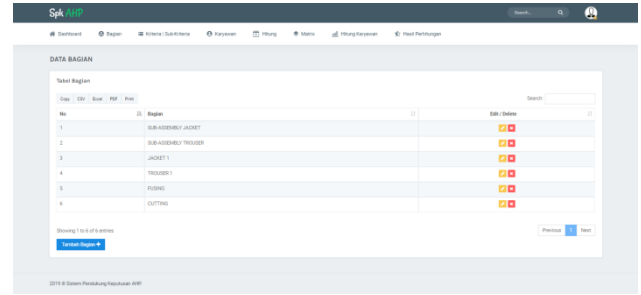 Spk AHP
Search..
Dashboard Bagian Kriteria | Sub-Kriteria Karyawan Hitung Matrix Hitung Karyawan Hasil Perhitungan
DATA BAGIAN
Tabel Bagian
Copy CSV Excel PDF Print
Search:
No Bagian Edit / Delete
1 SUB-ASSEMBLY JACKET
2 SUB-ASSEMBLY TROUSER
3 JACKET 1
4 TROUSER 1
5 FUSING
6 CUTTING
Showing 1 to 6 of 6 entries
Previous 1 Next
Tambah Bagian
2019 © Sistem Pendukung Keputusan AHP